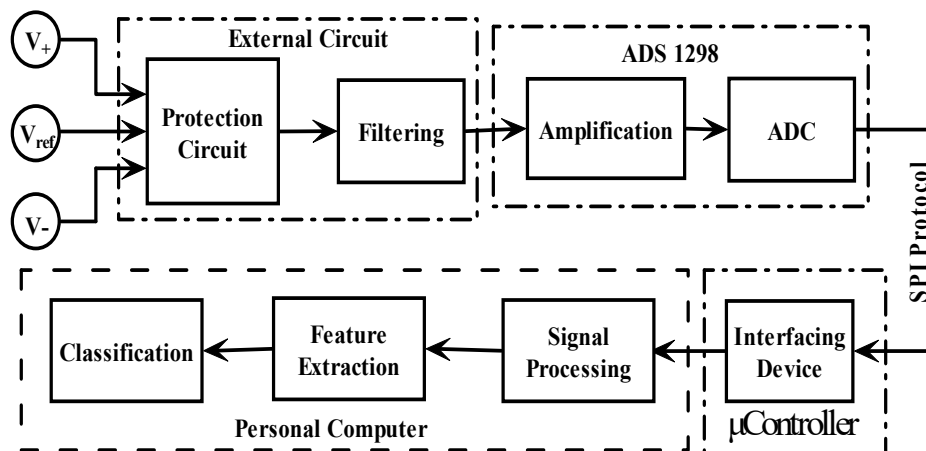 External Circuit
ADS 1298
V+
Vref
V-
Protection
Circuit
Filtering
Amplification
ADC
SPI Protocol
Classification
Feature
Extraction
Signal
Processing
Interfacing
Device
Personal Computer
μController